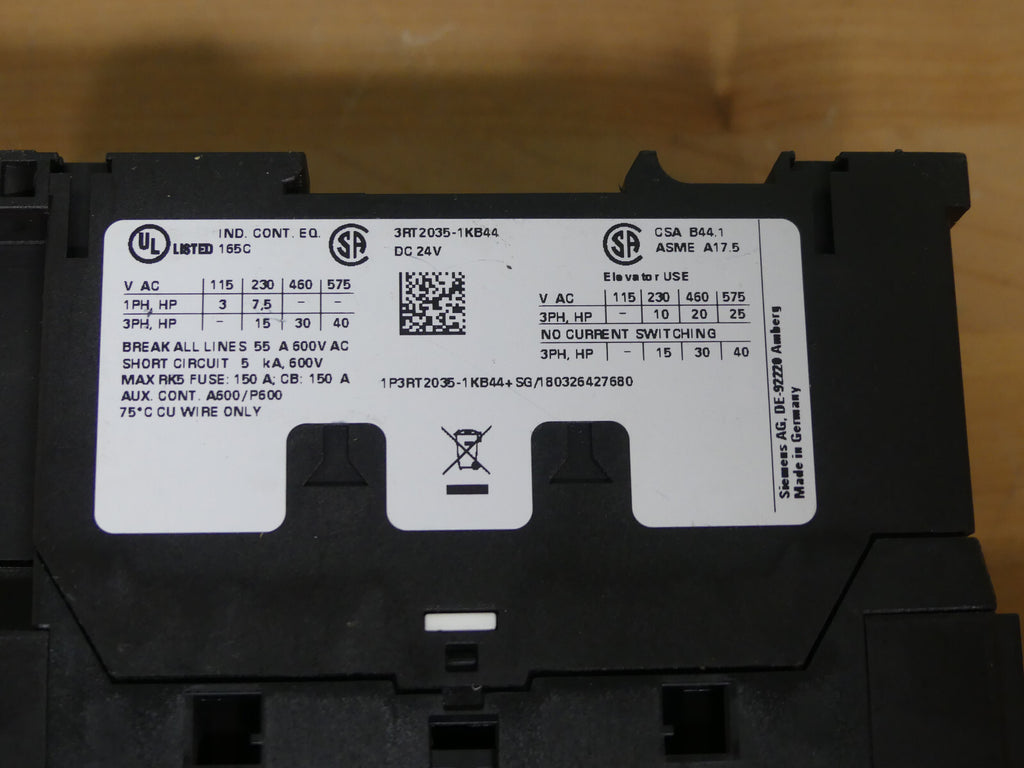 UL LISTED IND. CONT. EQ. 165C
SA
3RT2035-1KB44
DC 24V
V AC 115 230 460 575
1PH, HP 3 7,5 – –
3PH, HP – 15 30 40
BREAK ALL LINES 55 A 600V AC
SHORT CIRCUIT 5 kA, 600V
MAX RK5 FUSE: 150 A; CB: 150 A
AUX. CONT. A600/P600
75°C CU WIRE ONLY
SA
CSA B44.1
ASME A17.5
Elevator USE
V AC 115 230 460 575
3PH, HP – 10 20 25
NO CURRENT SWITCHING
3PH, HP – 15 30 40
1P3RT2035-1KB44+SG/180326427680
Siemens AG, DE-92220 Amberg
Made in Germany